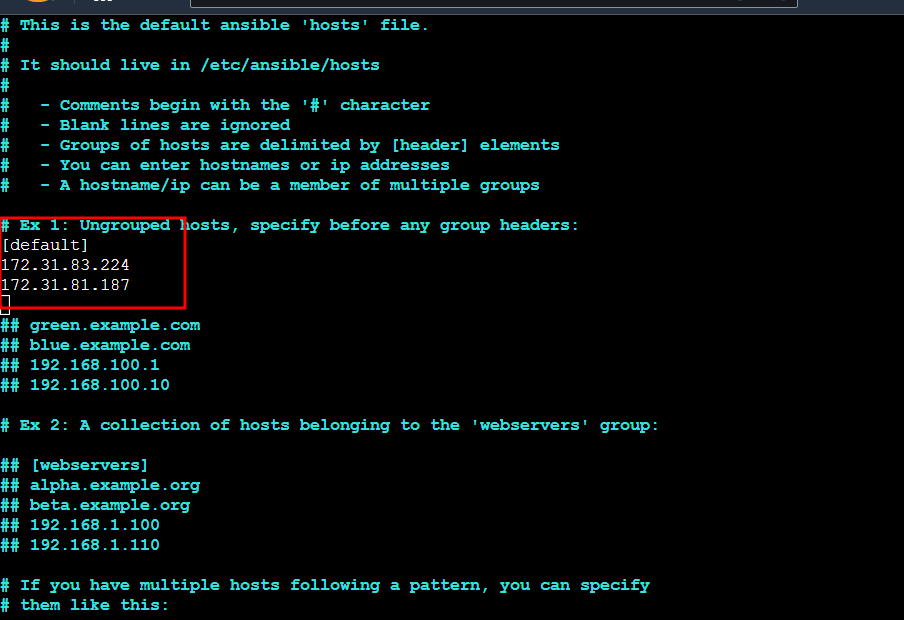 # This is the default ansible 'hosts' file.
#
# It should live in /etc/ansible/hosts
#
#   - Comments begin with the '#' character
#   - Blank lines are ignored
#   - Groups of hosts are delimited by [header] elements
#   - You can enter hostnames or ip addresses
#   - A hostname/ip can be a member of multiple groups
# Ex 1: Ungrouped hosts, specify before any group headers:
[default]
172.31.83.224
172.31.81.187
## green.example.com
## blue.example.com
## 192.168.100.1
## 192.168.100.10
# Ex 2: A collection of hosts belonging to the 'webservers' group:
## [webservers]
## alpha.example.org
## beta.example.org
## 192.168.1.100
## 192.168.1.110
# If you have multiple hosts following a pattern, you can specify
# them like this: